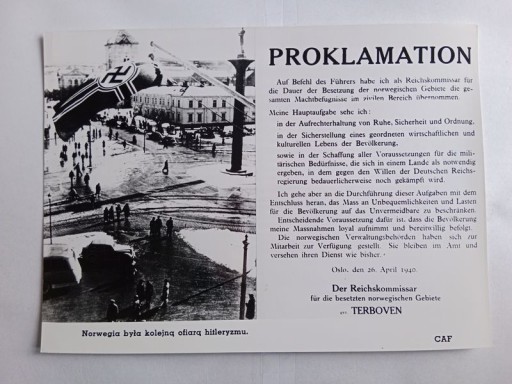 PROKLAMATION
Auf Befehl des Führers habe ich als Reichskommissar für
die Dauer der Besetzung der norwegischen Gebiete die ge-
samten Machtbefugnisse im zivilen Bereich übernommen.
Meine Hauptaufgabe sehe ich:
in der Aufrechterhaltung von Ruhe, Sicherheit und Ordnung,
in der Sicherstellung eines geordneten wirtschaftlichen und
kulturellen Lebens der Bevölkerung,
sowie in der Schaffung aller Voraussetzungen für die mili-
tärischen Bedürfnisse, die sich in einem Lande als notwendig
ergeben, in dem gegen den Willen der Deutschen Reichs-
regierung bedauerlicherweise noch gekämpft wird.
Ich gehe aber an die Durchführung dieser Aufgaben mit dem
Entschluss heran, das Mass an Unbequemlichkeiten und Lasten
für die Bevölkerung auf das Unvermeidbare zu beschränken.
Entscheidende Voraussetzung dafür ist, dass die Bevölkerung
meine Massnahmen loyal aufnimmt und bereitwillig befolgt.
Die norwegischen Verwaltungsbehörden haben sich zur
Mitarbeit zur Verfügung gestellt. Sie bleiben im Amt und
versehen ihren Dienst wie bisher.
Oslo, den 26. April 1940.
Der Reichskommissar
für die besetzten norwegischen Gebiete
gez. TERBOVEN
Norwegia była kolejną ofiarą hitleryzmu.
CAF